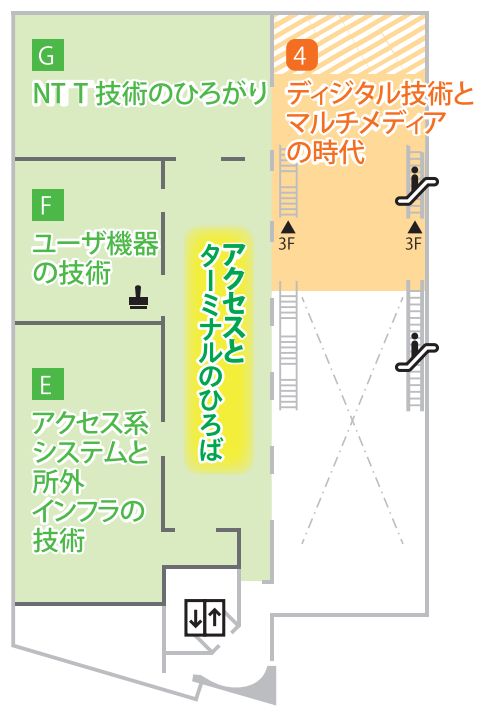 G
NTT技術のひろがり
4
ディジタル技術と
マルチメディア
の時代
F
ユーザ機器
の技術
3F
3F
アクセスと
ターミナルのひろば
E
アクセス系
システムと
所外
インフラの
技術